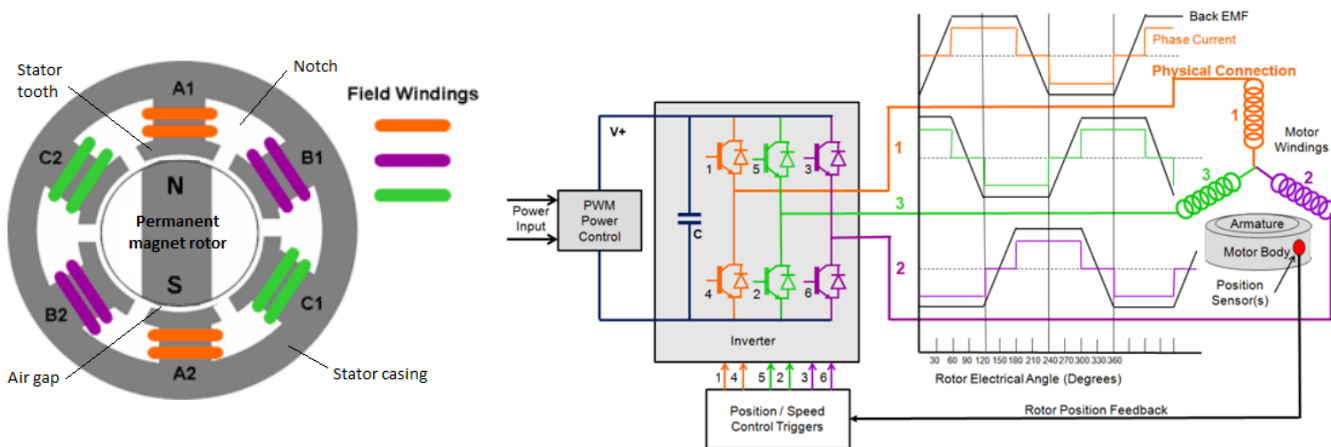 Stator
tooth
Notch
A1
Field Windings
C2
B1
N
Permanent
magnet rotor
S
B2
C1
A2
Air gap
Stator casing
Back EMF
Phase Current
Physical Connection
1
Motor
Windings
3
2
V+
1
5
3
1
Power
Input
PWM
Power
Control
C
3
4
2
6
2
Inverter
Armature
Motor Body
Position
Sensor(s)
30 60 90 120 180 210 240 300 330 360
Rotor Electrical Angle (Degrees)
1 4 5 2 3 6
Position / Speed
Control Triggers
Rotor Position Feedback